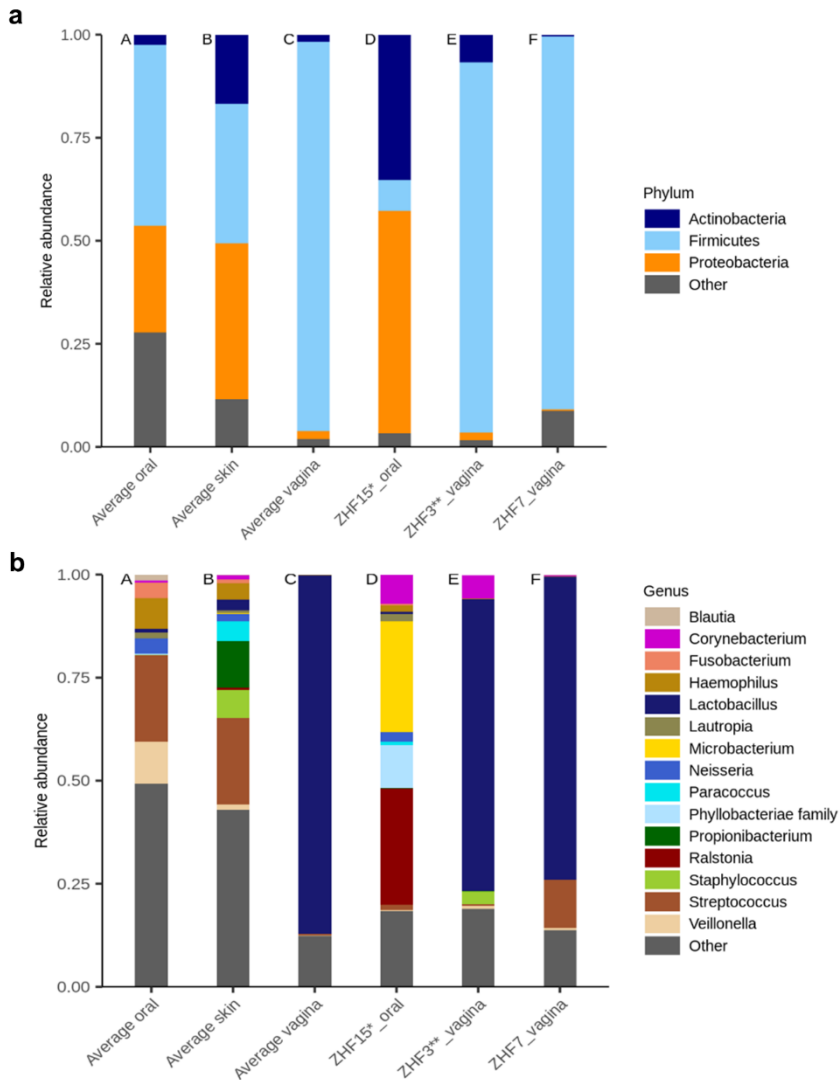 a
A B C D E F
1.00
0.75
0.50
0.25
0.00
Relative abundance
Average oral
Average skin
Average vagina
ZHF15*_oral
ZHF3**_vagina
ZHF7_vagina
Phylum
Actinobacteria
Firmicutes
Proteobacteria
Other
b
A B C D E F
1.00
0.75
0.50
0.25
0.00
Relative abundance
Average oral
Average skin
Average vagina
ZHF15*_oral
ZHF3**_vagina
ZHF7_vagina
Genus
Blautia
Corynebacterium
Fusobacterium
Haemophilus
Lactobacillus
Lautropia
Microbacterium
Neisseria
Paracoccus
Phyllobacteriae family
Propionibacterium
Ralstonia
Staphylococcus
Streptococcus
Veillonella
Other